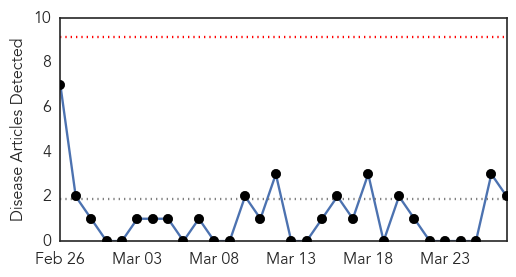 Disease Articles Detected
10
8
6
4
2
0
Feb 26
Mar 03
Mar 08
Mar 13
Mar 18
Mar 23